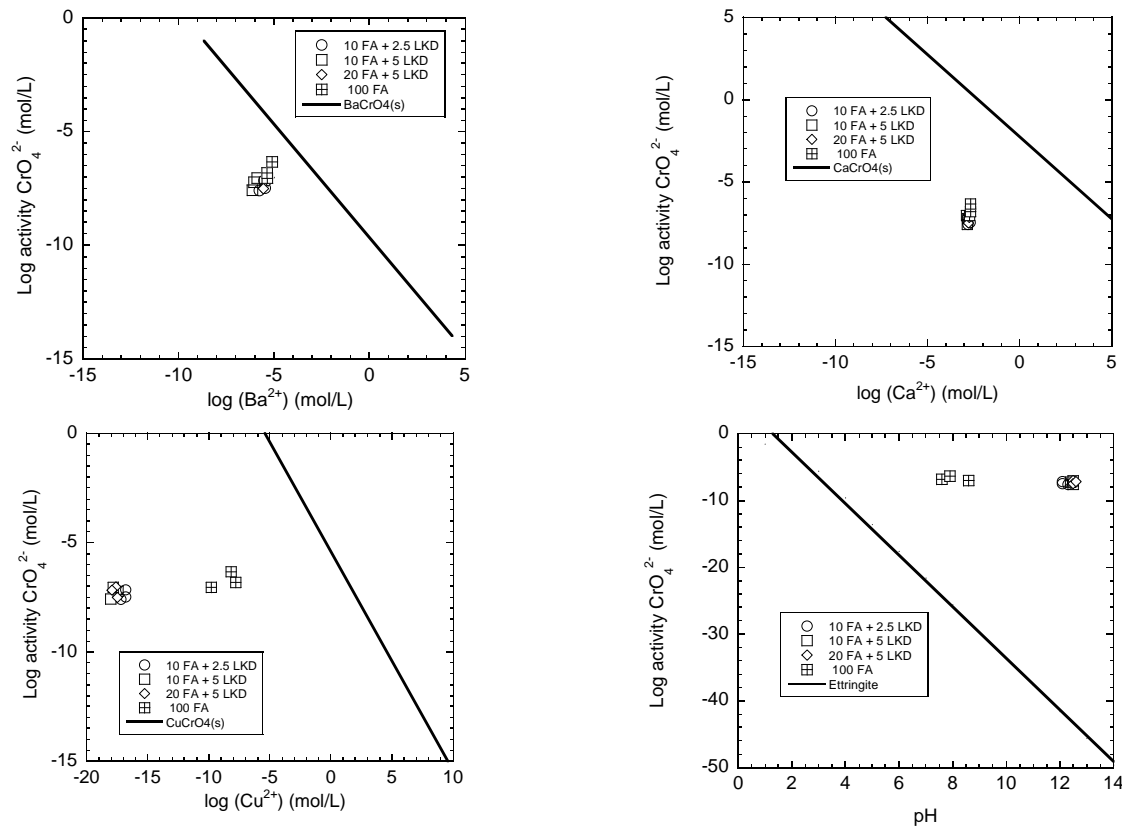 0
-5
-10
-15
Log activity CrO₄²⁻ (mol/L)
10 FA + 2.5 LKD
10 FA + 5 LKD
20 FA + 5 LKD
100 FA
BaCrO4(s)
-15 -10 -5 0 5
log (Ba²⁺) (mol/L)
5
0
-5
-10
-15
Log activity CrO₄²⁻ (mol/L)
10 FA + 2.5 LKD
10 FA + 5 LKD
20 FA + 5 LKD
100 FA
CaCrO4(s)
-15 -10 -5 0 5
log (Ca²⁺) (mol/L)
0
-5
-10
-15
Log activity CrO₄²⁻ (mol/L)
10 FA + 2.5 LKD
10 FA + 5 LKD
20 FA + 5 LKD
100 FA
CuCrO4(s)
-20 -15 -10 -5 0 5 10
log (Cu²⁺) (mol/L)
0
-10
-20
-30
-40
-50
Log activity CrO₄²⁻ (mol/L)
10 FA + 2.5 LKD
10 FA + 5 LKD
20 FA + 5 LKD
100 FA
Ettringite
0 2 4 6 8 10 12 14
pH